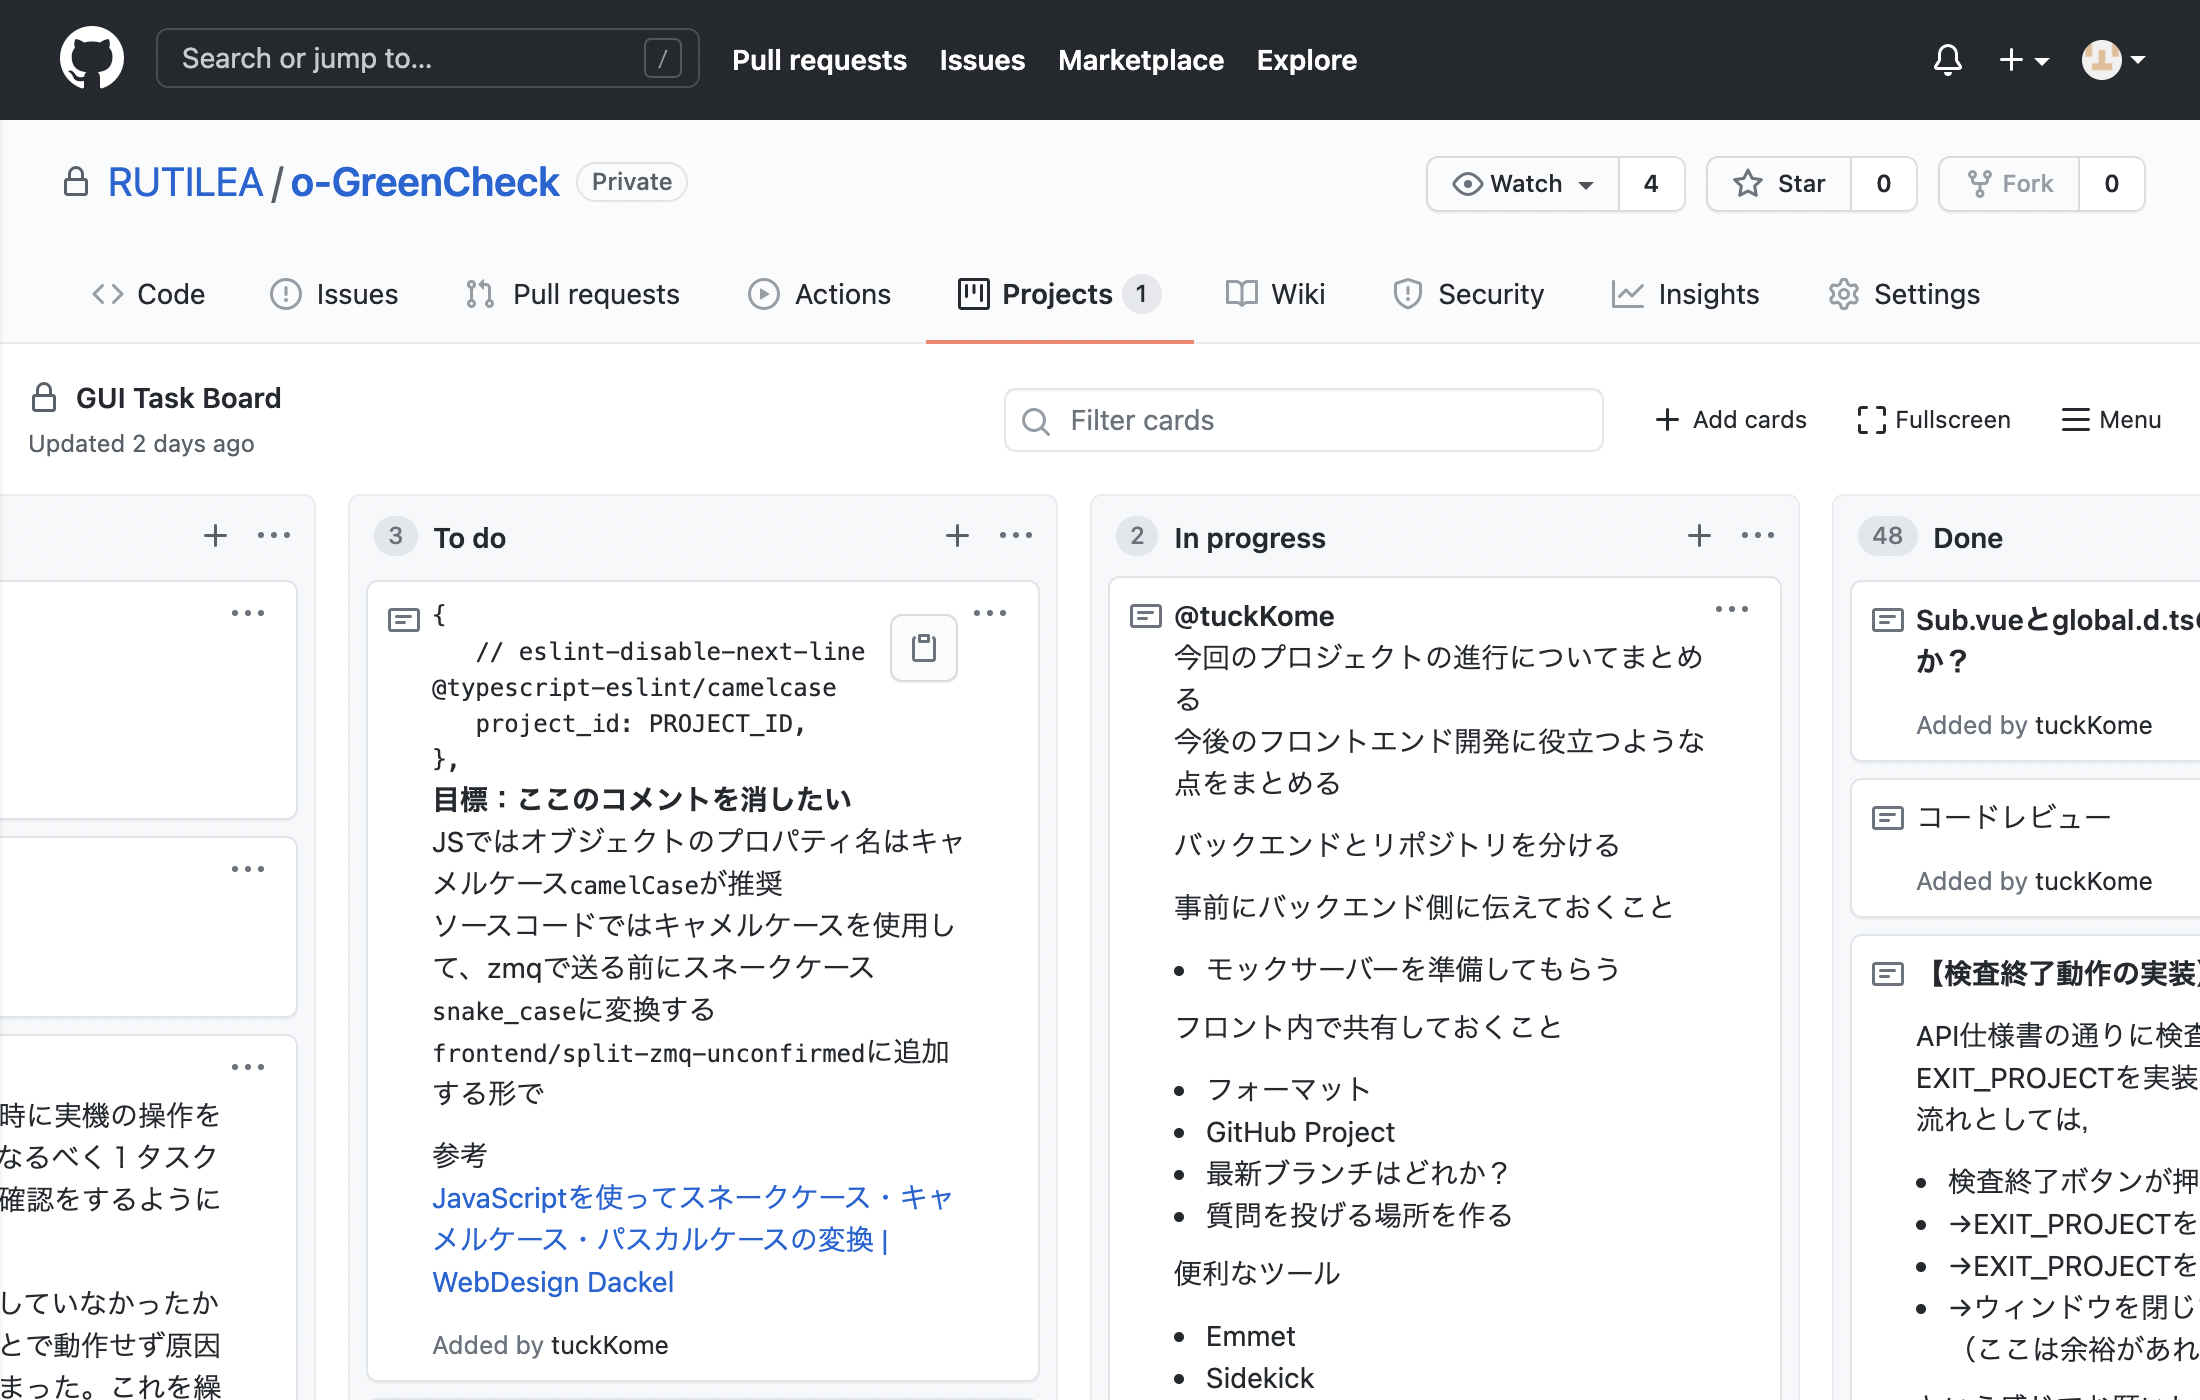 Search or jump to... /
Pull requests
Issues
Marketplace
Explore
RUTILEA / o-GreenCheck
Private
Watch 4
Star 0
Fork 0
Code
Issues
Pull requests
Actions
Projects 1
Wiki
Security
Insights
Settings
GUI Task Board
Updated 2 days ago
Filter cards
Add cards
Fullscreen
Menu
時に実機の操作を
なるべく１タスク
確認をするように
していなかったか
とで動作せず原因
まった。これを繰
3 To do
{
// eslint-disable-next-line
@typescript-eslint/camelcase
project_id: PROJECT_ID,
},
目標：ここのコメントを消したい
JSではオブジェクトのプロパティ名はキャ
メルケースcamelCaseが推奨
ソースコードではキャメルケースを使用し
て、zmqで送る前にスネークケース
snake_caseに変換する
frontend/split-zmq-unconfirmedに追加
する形で
参考
JavaScriptを使ってスネークケース・キャ
メルケース・パスカルケースの変換 |
WebDesign Dackel
Added by tuckKome
2 In progress
@tuckKome
今回のプロジェクトの進行についてまとめ
る
今後のフロントエンド開発に役立つような
点をまとめる
バックエンドとリポジトリを分ける
事前にバックエンド側に伝えておくこと
• モックサーバーを準備してもらう
フロント内で共有しておくこと
• フォーマット
• GitHub Project
• 最新ブランチはどれか？
• 質問を投げる場所を作る
便利なツール
• Emmet
• Sidekick
48 Done
Sub.vueとglobal.d.ts
か？
Added by tuckKome
コードレビュー
Added by tuckKome
【検査終了動作の実装】
API仕様書の通りに検査
EXIT_PROJECTを実装
流れとしては,
• 検査終了ボタンが押
• →EXIT_PROJECTを
• →EXIT_PROJECTを
• →ウィンドウを閉じ
（ここは余裕があれ